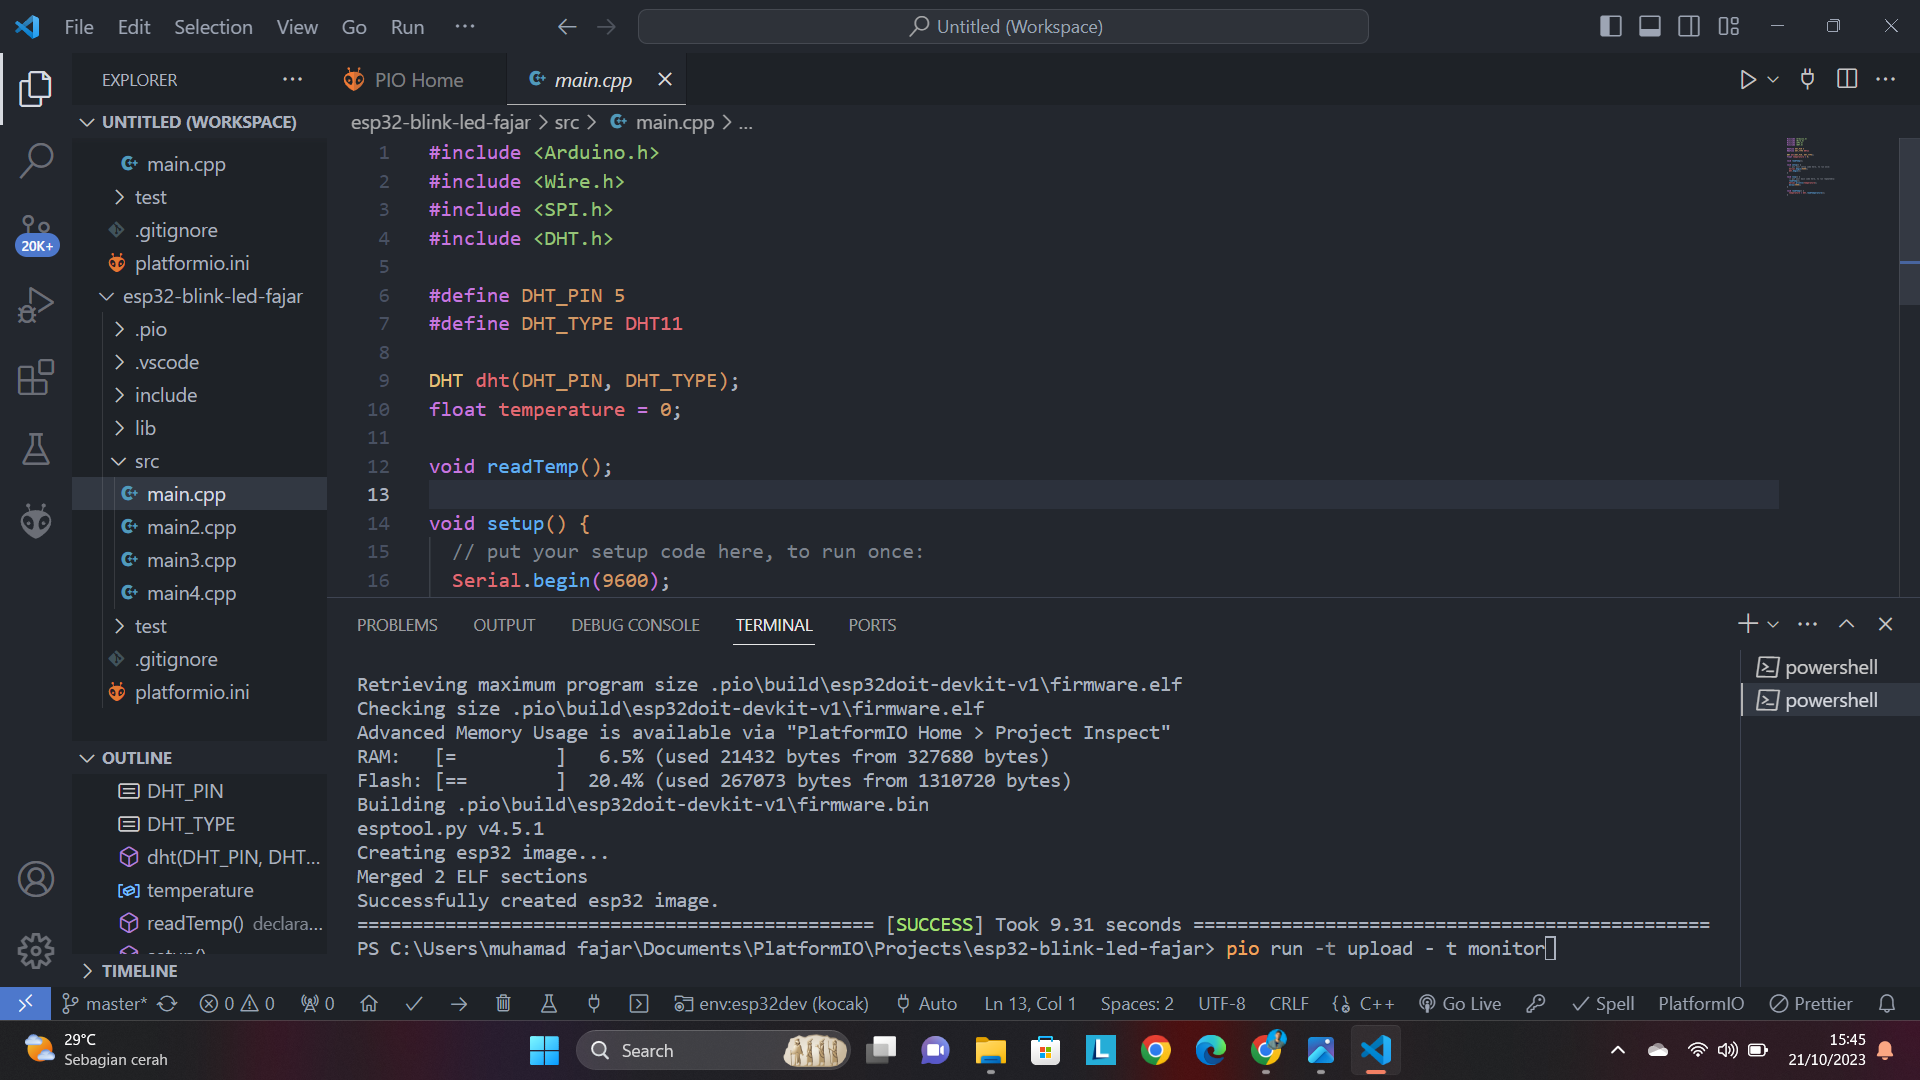 File Edit Selection View Go Run ··· Untitled (Workspace)
EXPLORER ···
PIO Home
main.cpp
UNTITLED (WORKSPACE)
main.cpp
test
.gitignore
platformio.ini
esp32-blink-led-fajar
.pio
.vscode
include
lib
src
main.cpp
main2.cpp
main3.cpp
main4.cpp
test
.gitignore
platformio.ini
20K+
OUTLINE
DHT_PIN
DHT_TYPE
dht(DHT_PIN, DHT...
temperature
readTemp() declara...
TIMELINE
esp32-blink-led-fajar > src > main.cpp > ...
1 #include <Arduino.h>
2 #include <Wire.h>
3 #include <SPI.h>
4 #include <DHT.h>
5
6 #define DHT_PIN 5
7 #define DHT_TYPE DHT11
8
9 DHT dht(DHT_PIN, DHT_TYPE);
10 float temperature = 0;
11
12 void readTemp();
13
14 void setup() {
15 // put your setup code here, to run once:
16 Serial.begin(9600);
PROBLEMS OUTPUT DEBUG CONSOLE TERMINAL PORTS
powershell
powershell
Retrieving maximum program size .pio\build\esp32doit-devkit-v1\firmware.elf
Checking size .pio\build\esp32doit-devkit-v1\firmware.elf
Advanced Memory Usage is available via "PlatformIO Home > Project Inspect"
RAM:   [=         ]   6.5% (used 21432 bytes from 327680 bytes)
Flash: [==        ]  20.4% (used 267073 bytes from 1310720 bytes)
Building .pio\build\esp32doit-devkit-v1\firmware.bin
esptool.py v4.5.1
Creating esp32 image...
Merged 2 ELF sections
Successfully created esp32 image.
=============================================== [SUCCESS] Took 9.31 seconds ===============================================
PS C:\Users\muhamad fajar\Documents\PlatformIO\Projects\esp32-blink-led-fajar> pio run -t upload - t monitor
master* 0 0 0 env:esp32dev (kocak) Auto Ln 13, Col 1 Spaces: 2 UTF-8 CRLF C++ Go Live Spell PlatformIO Prettier
29°C
Sebagian cerah
Search
15:45
21/10/2023